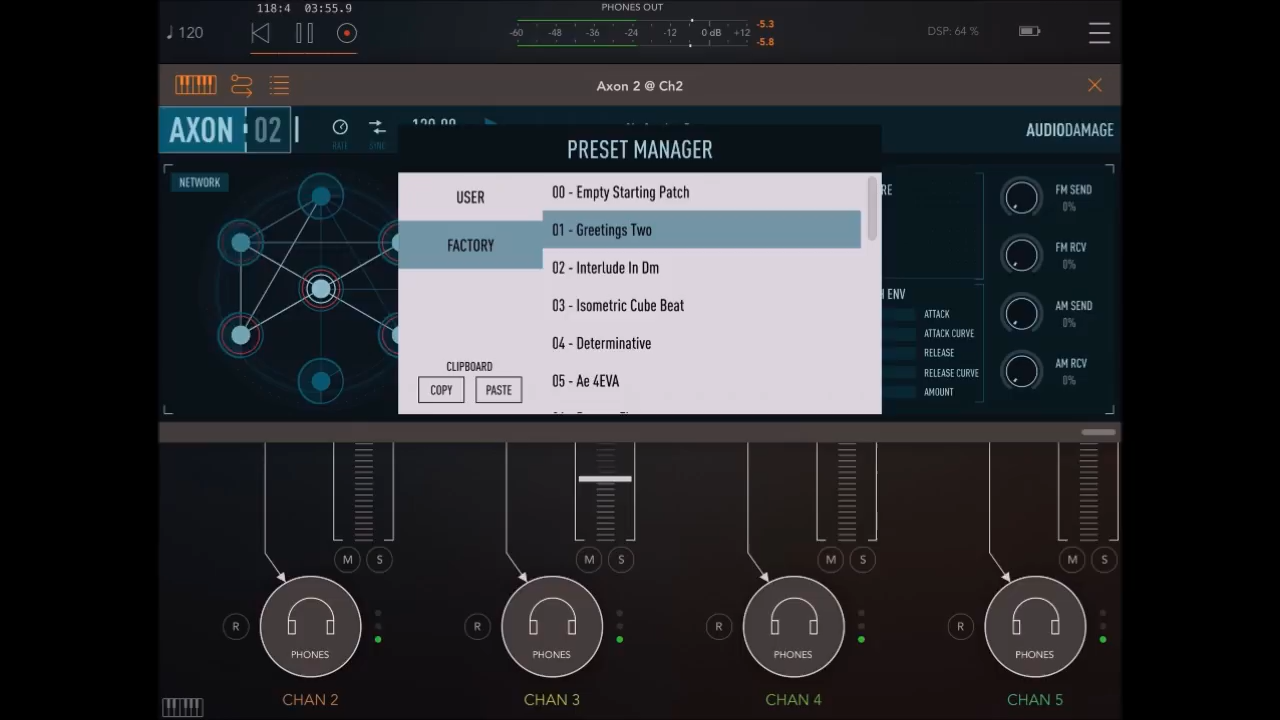 118:4 03:55.9
PHONES OUT
120
-60 -48 -36 -24 -12 0 dB +12
-5.3
-5.8
DSP: 64 %
Axon 2 @ Ch2
AXON 02
RATE
SYNC
AUDIODAMAGE
PRESET MANAGER
NETWORK
USER
FACTORY
00 - Empty Starting Patch
01 - Greetings Two
02 - Interlude In Dm
03 - Isometric Cube Beat
04 - Determinative
05 - Ae 4EVA
CLIPBOARD
COPY PASTE
RE
ENV
ATTACK
ATTACK CURVE
RELEASE
RELEASE CURVE
AMOUNT
FM SEND
0%
FM RCV
0%
AM SEND
0%
AM RCV
0%
M S M S M S M S
R PHONES R PHONES R PHONES R PHONES
CHAN 2 CHAN 3 CHAN 4 CHAN 5